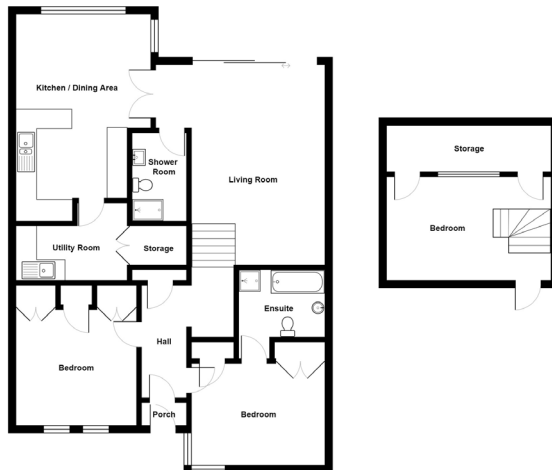 Kitchen / Dining Area
Shower
Room
Living Room
Utility Room
Storage
Ensuite
Hall
Bedroom
Porch
Bedroom
Storage
Bedroom